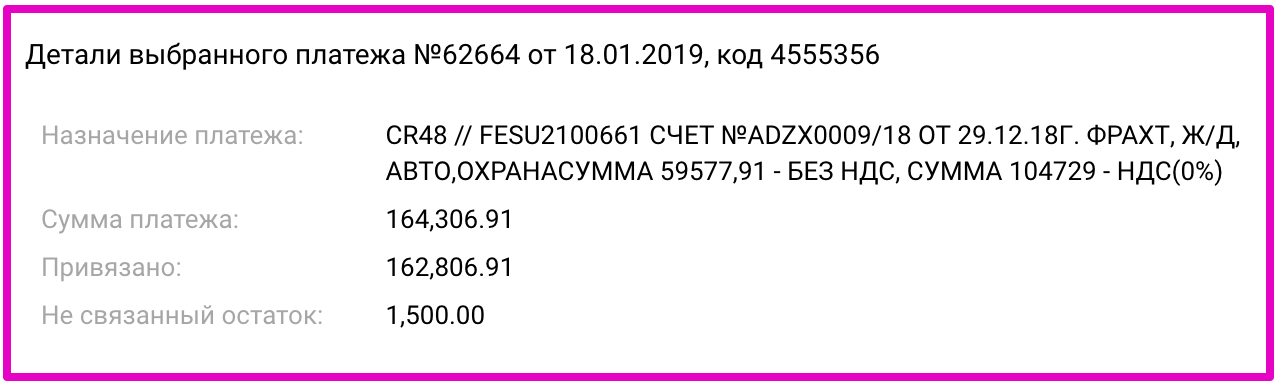 Детали выбранного платежа №62664 от 18.01.2019, код 4555356
Назначение платежа: CR48 // FESU2100661 СЧЕТ №ADZX0009/18 ОТ 29.12.18Г. ФРАХТ, Ж/Д,
АВТО,ОХРАНАСУММА 59577,91 - БЕЗ НДС, СУММА 104729 - НДС(0%)
Сумма платежа: 164,306.91
Привязано: 162,806.91
Не связанный остаток: 1,500.00